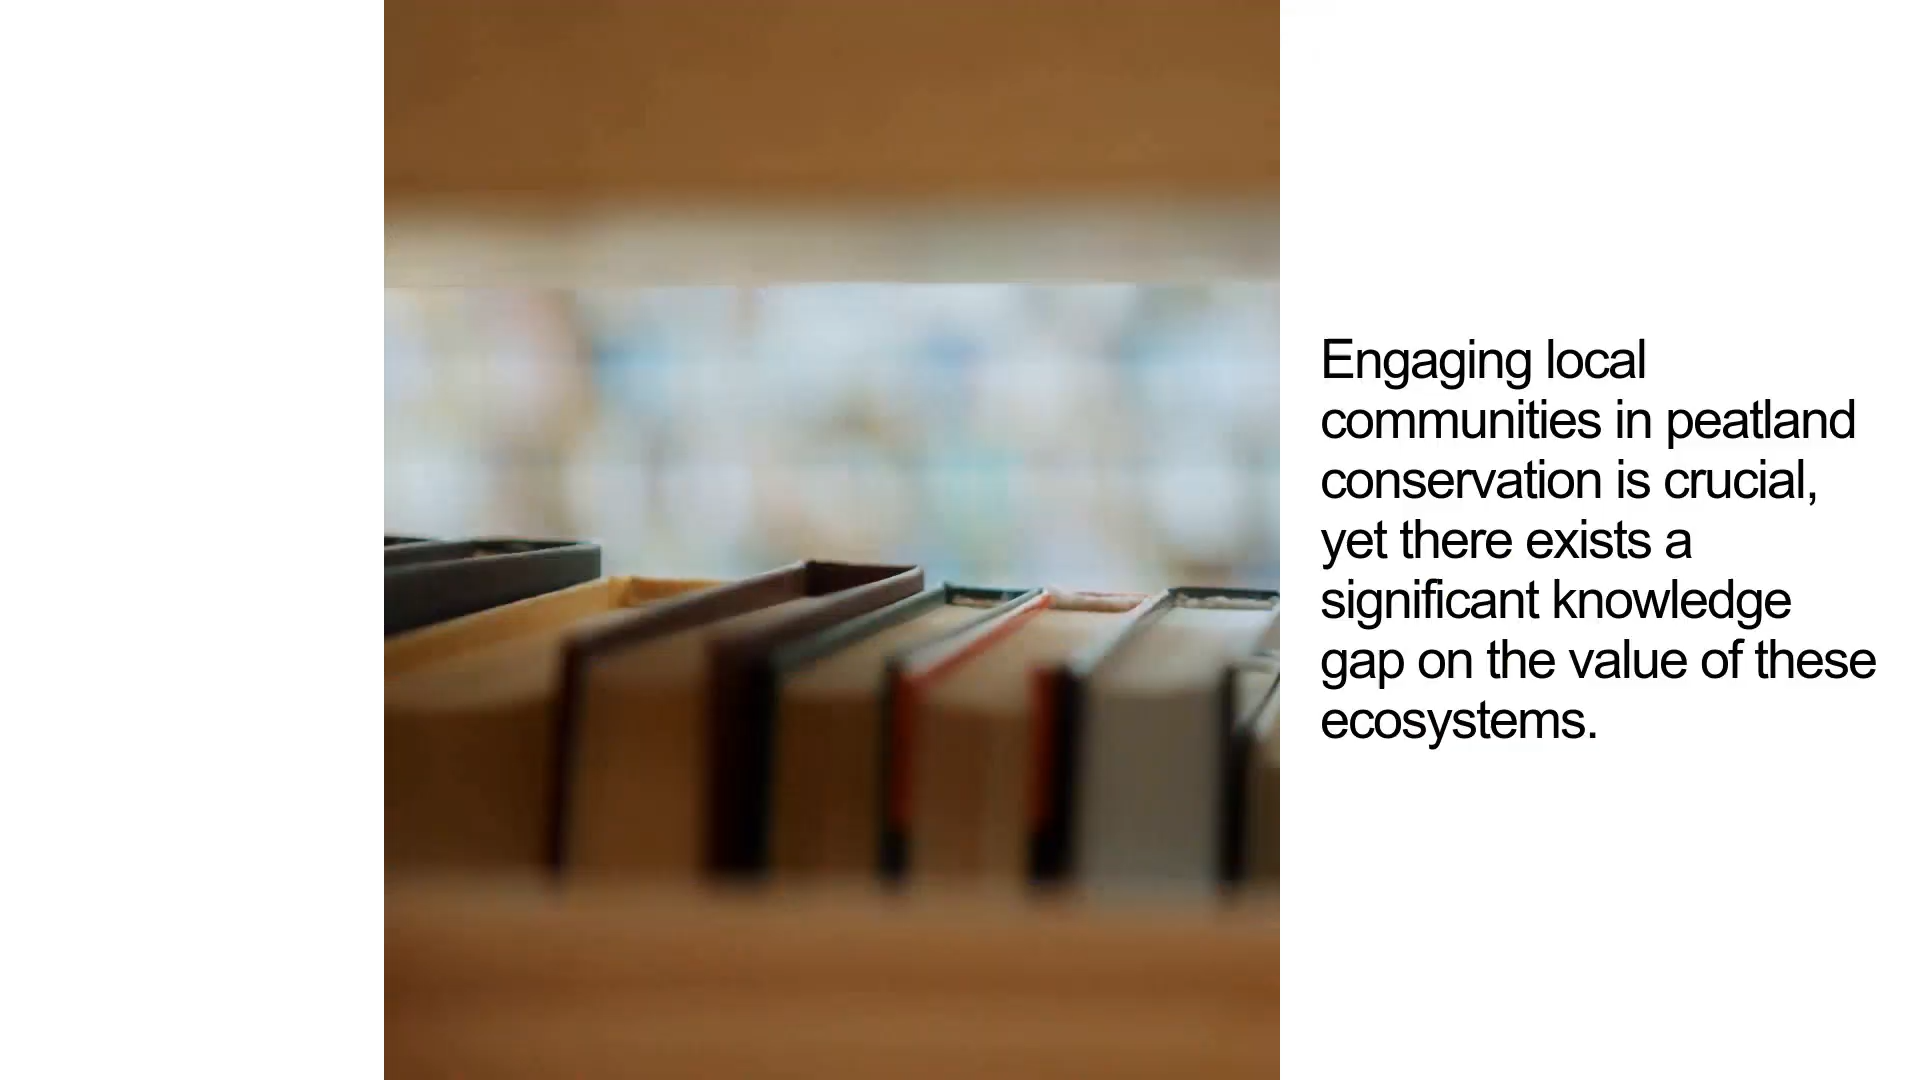 Engaging local
communities in peatland
conservation is crucial,
yet there exists a
significant knowledge
gap on the value of these
ecosystems.